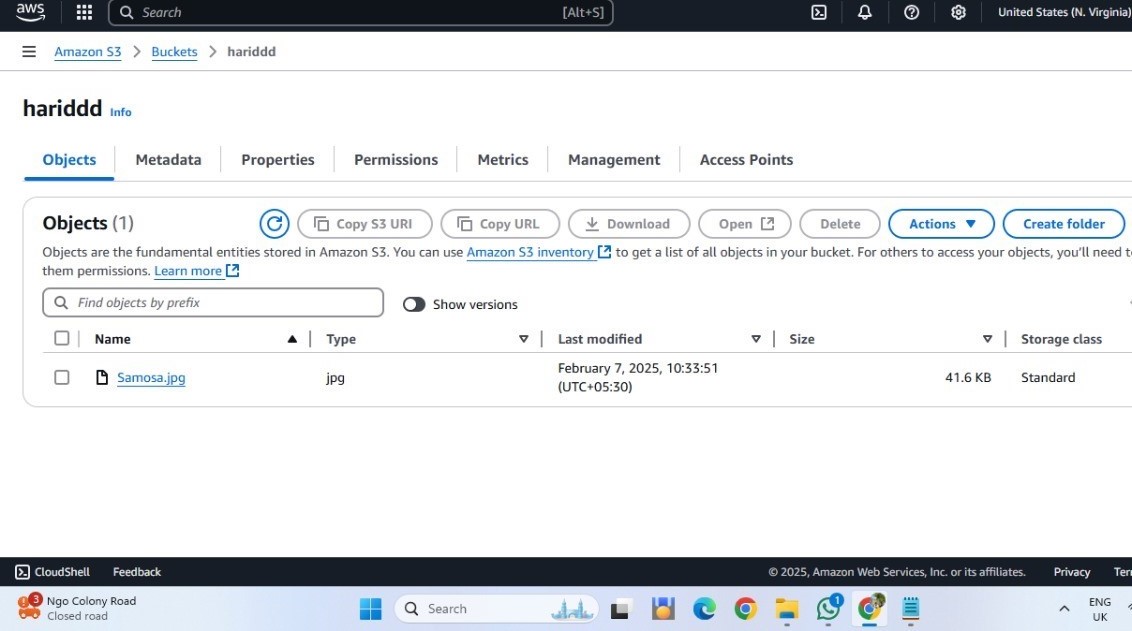 aws
Search [Alt+S] United States (N. Virginia)
Amazon S3 > Buckets > hariddd
hariddd Info
Objects Metadata Properties Permissions Metrics Management Access Points
Objects (1) Copy S3 URI Copy URL Download Open Delete Actions Create folder
Objects are the fundamental entities stored in Amazon S3. You can use Amazon S3 inventory to get a list of all objects in your bucket. For others to access your objects, you'll need t
them permissions. Learn more
Find objects by prefix Show versions
Name Type Last modified Size Storage class
Samosa.jpg jpg February 7, 2025, 10:33:51 41.6 KB Standard
(UTC+05:30)
CloudShell Feedback © 2025, Amazon Web Services, Inc. or its affiliates. Privacy Ter
3 Ngo Colony Road
Closed road
Search 1 ENG
UK